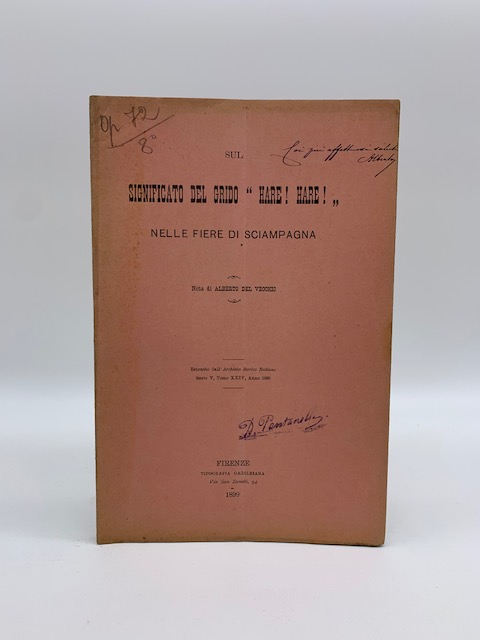 Op 72
8°
Coi più affettuosi saluti
Alberto
SUL
SIGNIFICATO DEL GRIDO “ HARE! HARE! „
NELLE FIERE DI SCIAMPAGNA
Nota di ALBERTO DEL VECCHIO
Estratto dall'Archivio Storico Italiano
Serie V, Tomo XXIV, Anno 1899
FIRENZE
TIPOGRAFIA GALILEIANA
Via San Zanobi, 54
1899